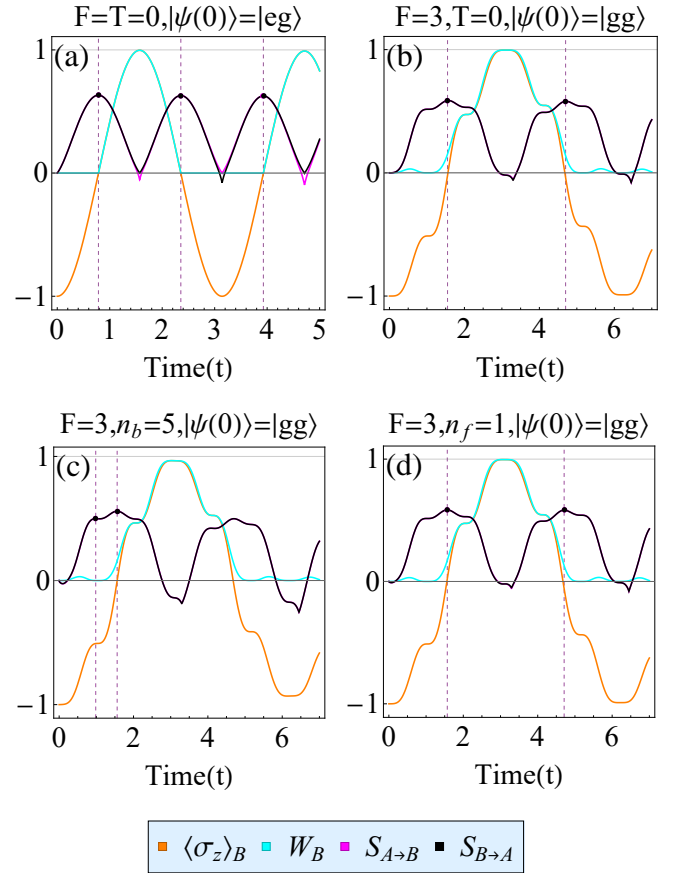 F=T=0,|ψ(0)⟩=|eg⟩
F=3,T=0,|ψ(0)⟩=|gg⟩
(a)
(b)
1
0
−1
0 1 2 3 4 5
Time(t)
1
0
−1
0 2 4 6
Time(t)
F=3,n_b=5,|ψ(0)⟩=|gg⟩
F=3,n_f=1,|ψ(0)⟩=|gg⟩
(c)
(d)
1
0
−1
0 2 4 6
Time(t)
1
0
−1
0 2 4 6
Time(t)
⟨σ_z⟩_B W_B S_{A→B} S_{B→A}